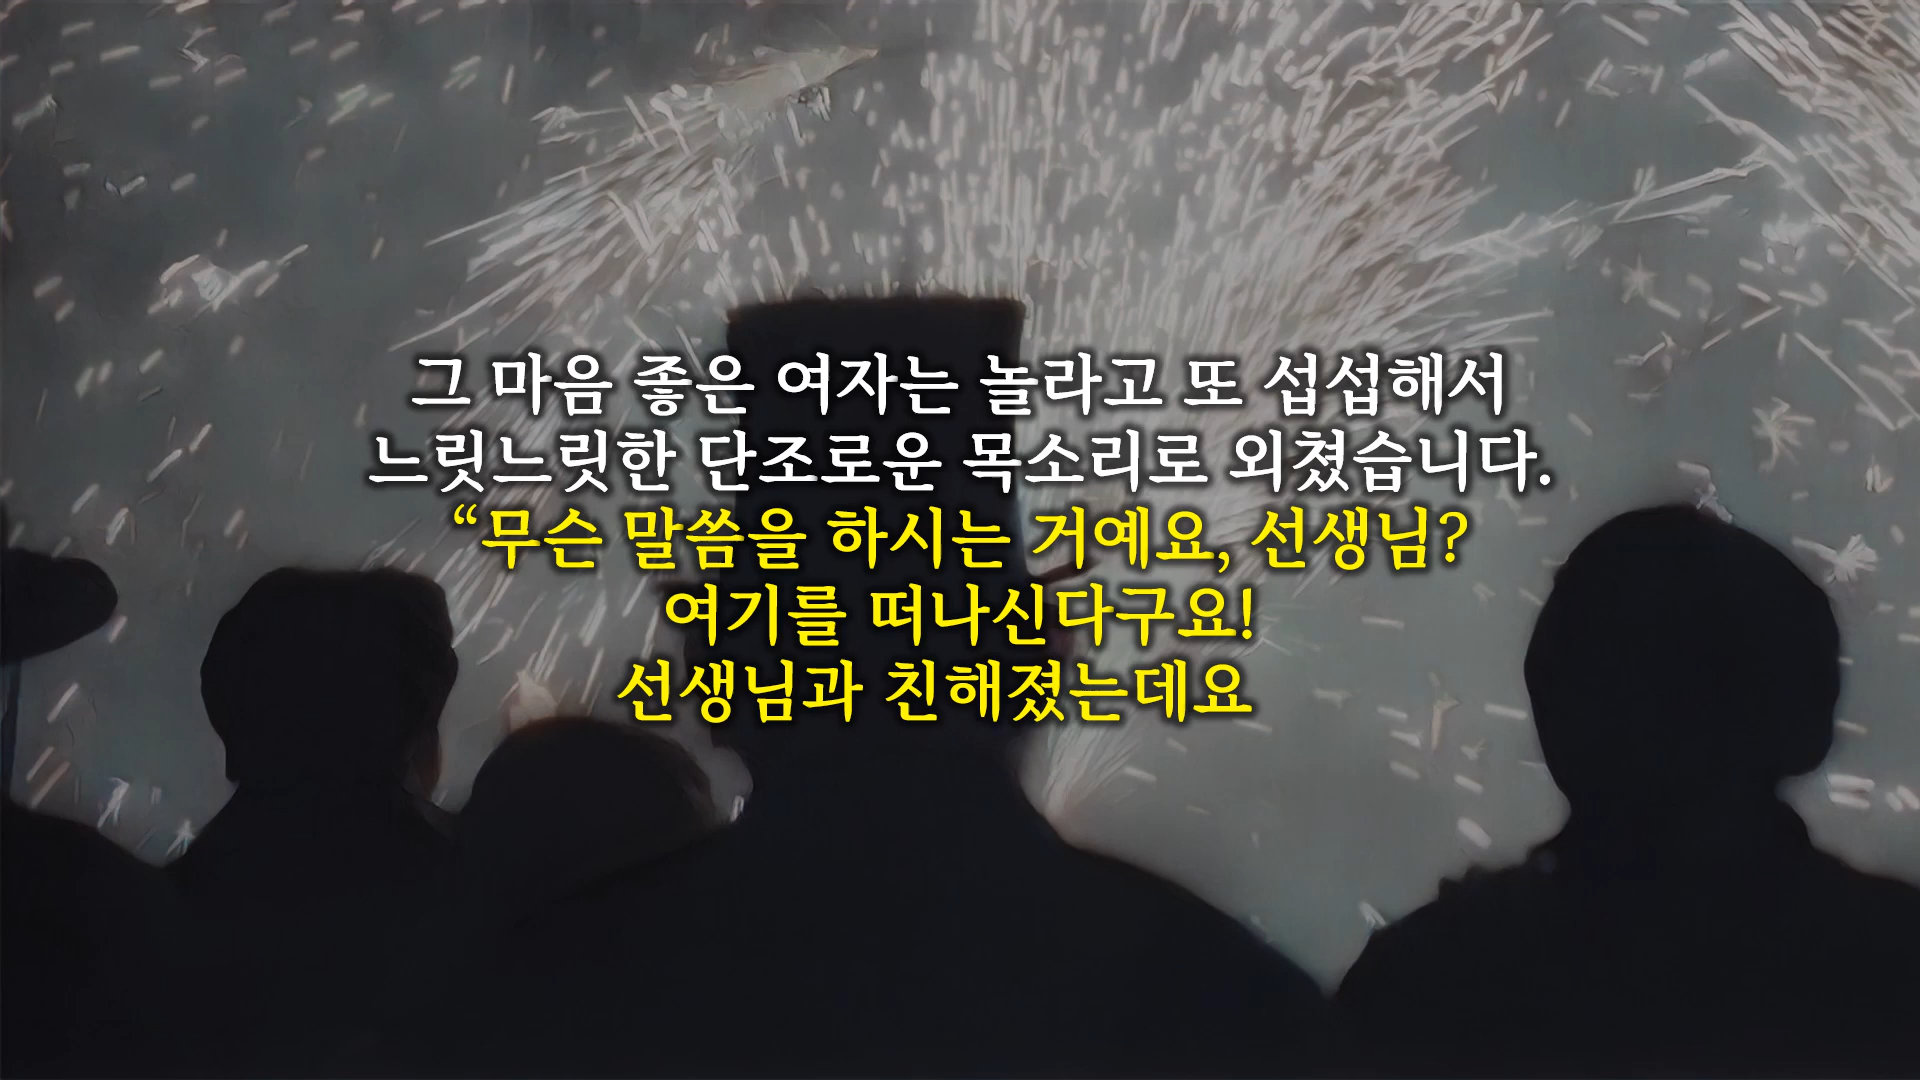 그 마음 좋은 여자는 놀라고 또 섭섭해서
느릿느릿한 단조로운 목소리로 외쳤습니다.
“무슨 말씀을 하시는 거예요, 선생님?
여기를 떠나신다구요!
선생님과 친해졌는데요